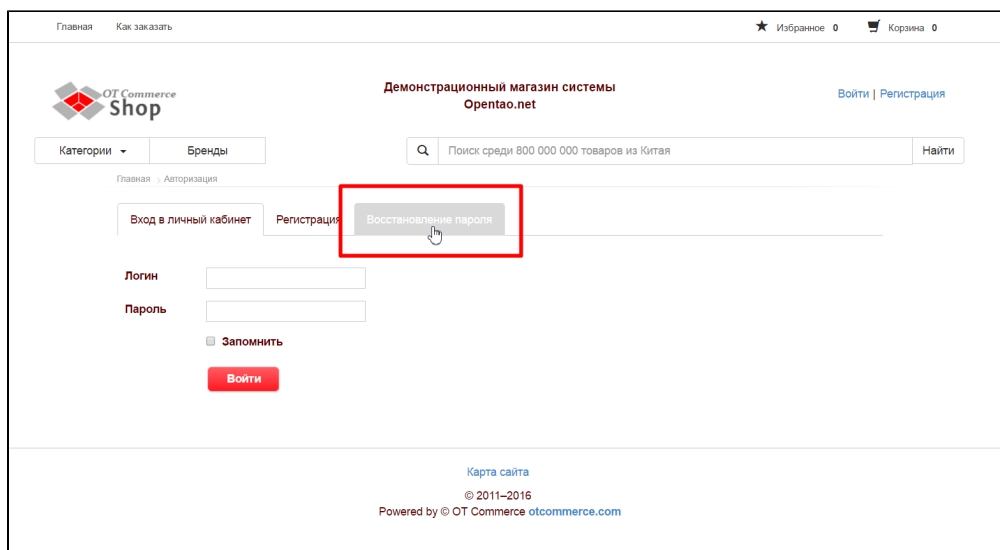 Главная Как заказать Избранное 0 Корзина 0
OT Commerce
Shop
Демонстрационный магазин системы
Opentao.net
Войти | Регистрация
Категории Бренды Поиск среди 800 000 000 товаров из Китая Найти
Главная > Авторизация
Вход в личный кабинет Регистрация Восстановление пароля
Логин
Пароль
Запомнить
Войти
Карта сайта
© 2011–2016
Powered by © OT Commerce otcommerce.com